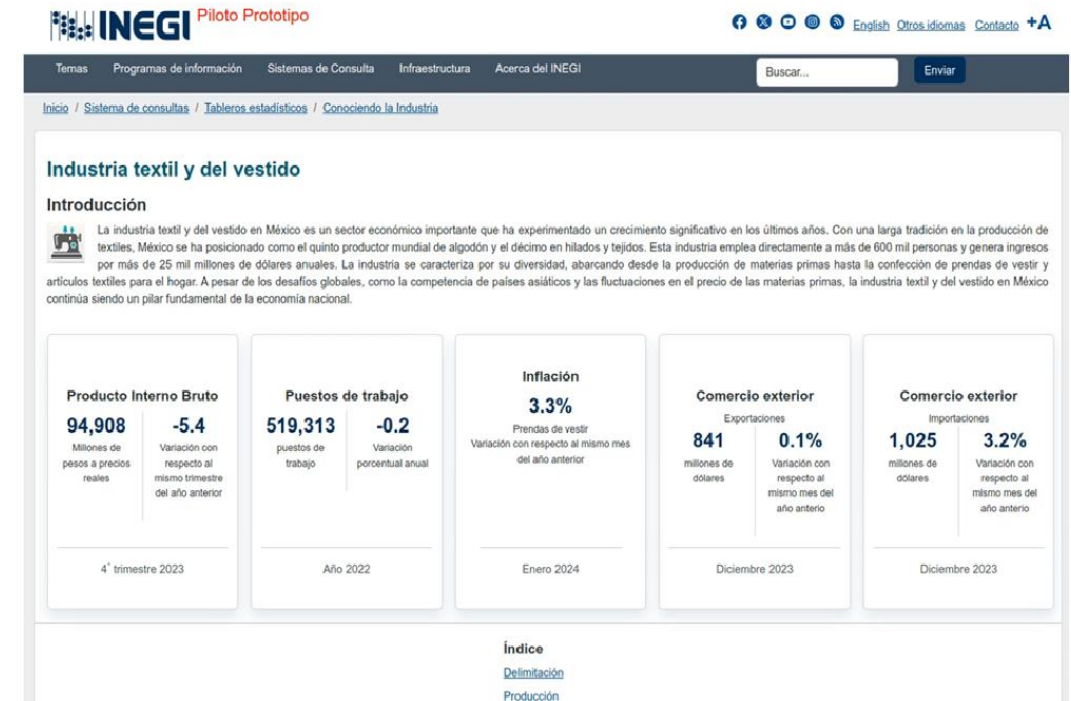 INEGI Piloto Prototipo
English Otros idiomas Contacto +A
Temas Programas de información Sistemas de Consulta Infraestructura Acerca del INEGI Buscar... Enviar
Inicio / Sistema de consultas / Tableros estadísticos / Conociendo la Industria
Industria textil y del vestido
Introducción
La industria textil y del vestido en México es un sector económico importante que ha experimentado un crecimiento significativo en los últimos años. Con una larga tradición en la producción de
textiles, México se ha posicionado como el quinto productor mundial de algodón y el décimo en hilados y tejidos. Esta industria emplea directamente a más de 600 mil personas y genera ingresos
por más de 25 mil millones de dólares anuales. La industria se caracteriza por su diversidad, abarcando desde la producción de materias primas hasta la confección de prendas de vestir y
artículos textiles para el hogar. A pesar de los desafíos globales, como la competencia de países asiáticos y las fluctuaciones en el precio de las materias primas, la industria textil y del vestido en México
continúa siendo un pilar fundamental de la economía nacional.
Producto Interno Bruto
94,908
Millones de
pesos a precios
reales
-5.4
Variación con
respecto al
mismo trimestre
del año anterior
4° trimestre 2023
Puestos de trabajo
519,313
puestos de
trabajo
-0.2
Variación
porcentual anual
Año 2022
Inflación
3.3%
Prendas de vestir
Variación con respecto al mismo mes
del año anterior
Enero 2024
Comercio exterior
Exportaciones
841
millones de
dólares
0.1%
Variación con
respecto al
mismo mes del
año anterio
Diciembre 2023
Comercio exterior
Importaciones
1,025
millones de
dólares
3.2%
Variación con
respecto al
mismo mes del
año anterio
Diciembre 2023
Índice
Delimitación
Producción